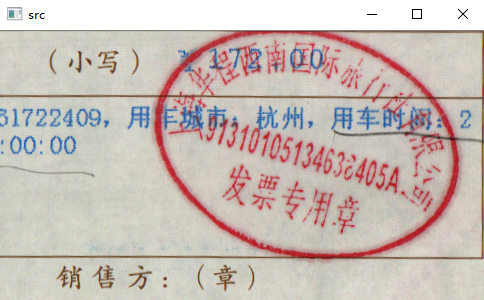 src
（小写） ¥ 172.00
61722409，用车城市：杭州，用车时间：2
:00:00
上海华程西南国际旅行社有限公司
91310105134638405A
发票专用章
销售方：（章）